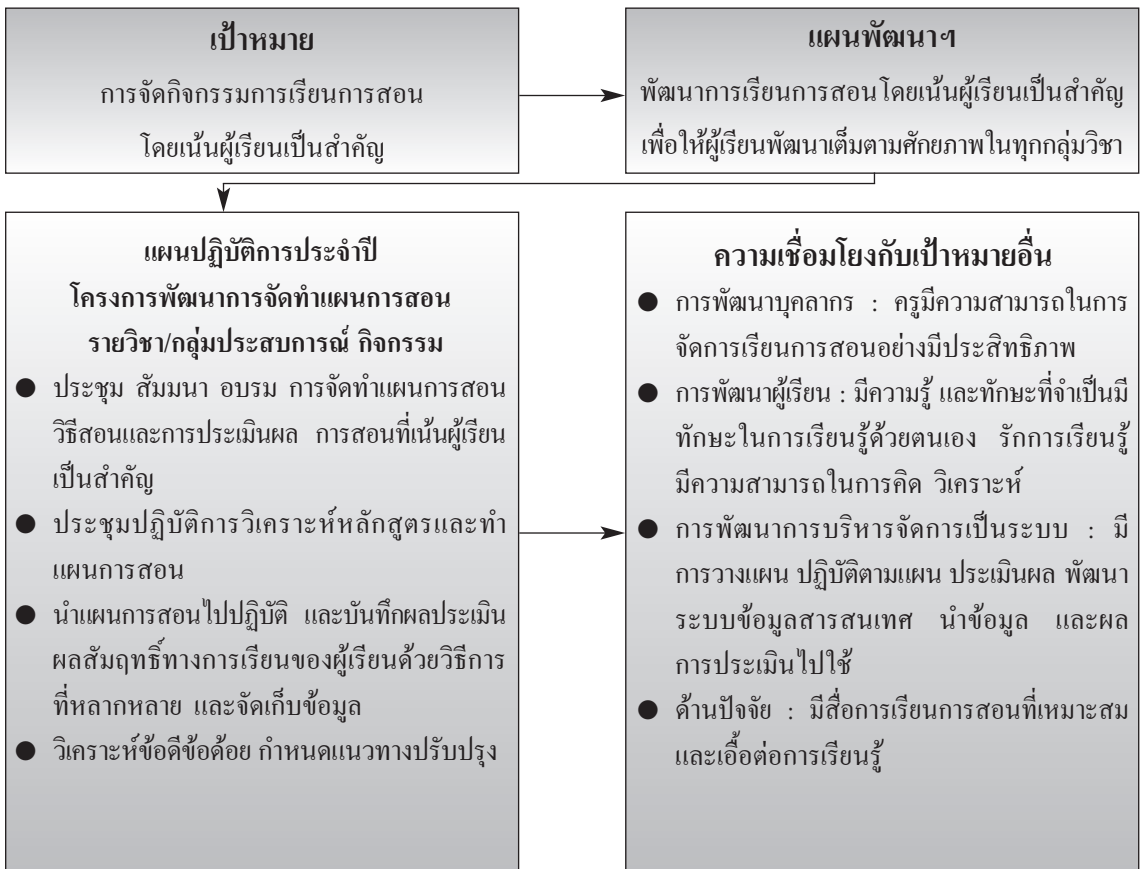 เป้าหมาย
การจัดกิจกรรมการเรียนการสอน
โดยเน้นผู้เรียนเป็นสำคัญ
แผนพัฒนาฯ
พัฒนาการเรียนการสอนโดยเน้นผู้เรียนเป็นสำคัญ
เพื่อให้ผู้เรียนพัฒนาเต็มตามศักยภาพในทุกกลุ่มวิชา
แผนปฏิบัติการประจำปี
โครงการพัฒนาการจัดทำแผนการสอน
รายวิชา/กลุ่มประสบการณ์ กิจกรรม
● ประชุม สัมมนา อบรม การจัดทำแผนการสอน
วิธีสอนและการประเมินผล การสอนที่เน้นผู้เรียน
เป็นสำคัญ
● ประชุมปฏิบัติการวิเคราะห์หลักสูตรและทำ
แผนการสอน
● นำแผนการสอนไปปฏิบัติ และบันทึกผลประเมิน
ผลสัมฤทธิ์ทางการเรียนของผู้เรียนด้วยวิธีการ
ที่หลากหลาย และจัดเก็บข้อมูล
● วิเคราะห์ข้อดีข้อด้อย กำหนดแนวทางปรับปรุง
ความเชื่อมโยงกับเป้าหมายอื่น
● การพัฒนาบุคลากร : ครูมีความสามารถในการ
จัดการเรียนการสอนอย่างมีประสิทธิภาพ
● การพัฒนาผู้เรียน : มีความรู้ และทักษะที่จำเป็นมี
ทักษะในการเรียนรู้ด้วยตนเอง รักการเรียนรู้
มีความสามารถในการคิด วิเคราะห์
● การพัฒนาการบริหารจัดการเป็นระบบ : มี
การวางแผน ปฏิบัติตามแผน ประเมินผล พัฒนา
ระบบข้อมูลสารสนเทศ นำข้อมูล และผล
การประเมินไปใช้
● ด้านปัจจัย : มีสื่อการเรียนการสอนที่เหมาะสม
และเอื้อต่อการเรียนรู้